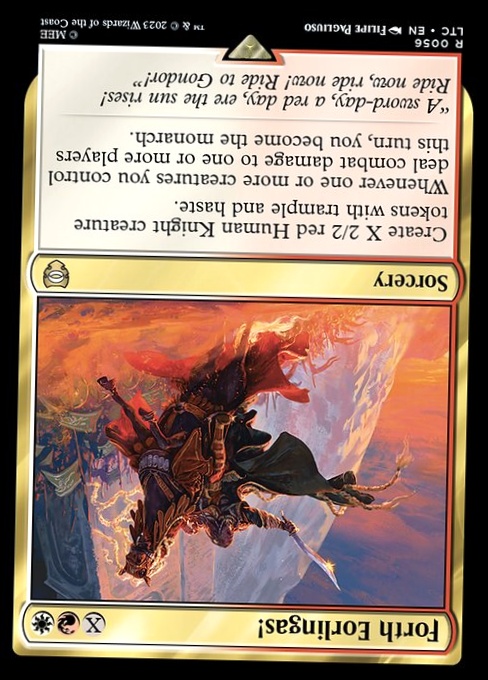 Forth Eorlingas! X
Sorcery
Create X 2/2 red Human Knight creature
tokens with trample and haste.
Whenever one or more creatures you control
deal combat damage to one or more players
this turn, you become the monarch.
“A sword-day, a red day, ere the sun rises!
Ride now, ride now! Ride to Gondor!”
R 0056
LTC • EN Filipe Pagliuso
™ & © 2023 Wizards of the Coast
© MEE